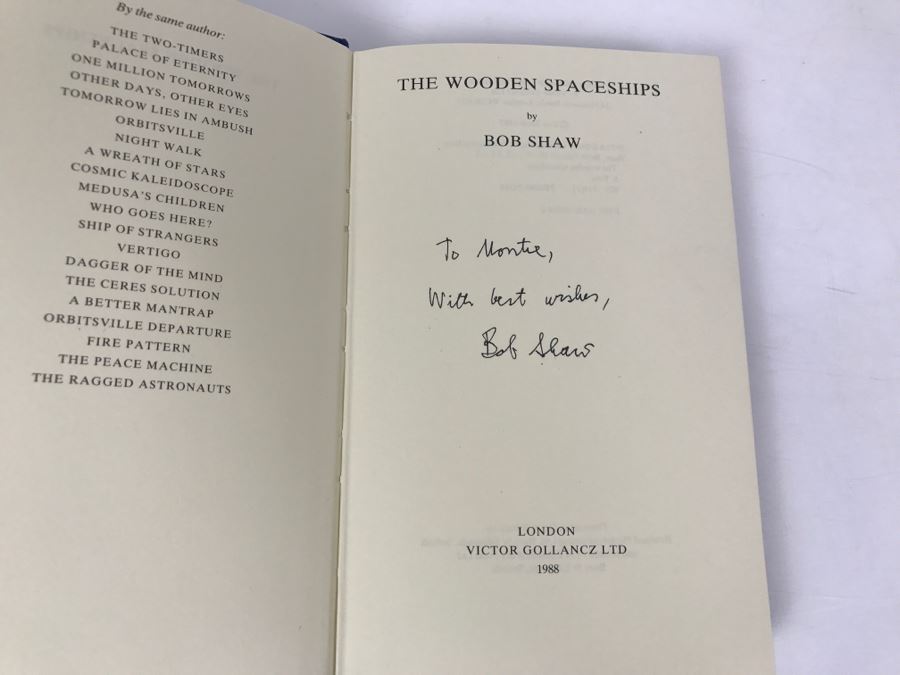 By the same author:
THE TWO-TIMERS
PALACE OF ETERNITY
ONE MILLION TOMORROWS
OTHER DAYS, OTHER EYES
TOMORROW LIES IN AMBUSH
ORBITSVILLE
NIGHT WALK
A WREATH OF STARS
COSMIC KALEIDOSCOPE
MEDUSA'S CHILDREN
WHO GOES HERE?
SHIP OF STRANGERS
VERTIGO
DAGGER OF THE MIND
THE CERES SOLUTION
A BETTER MANTRAP
ORBITSVILLE DEPARTURE
FIRE PATTERN
THE PEACE MACHINE
THE RAGGED ASTRONAUTS
THE WOODEN SPACESHIPS
by
BOB SHAW
To Montie,
With best wishes,
Bob Shaw
LONDON
VICTOR GOLLANCZ LTD
1988